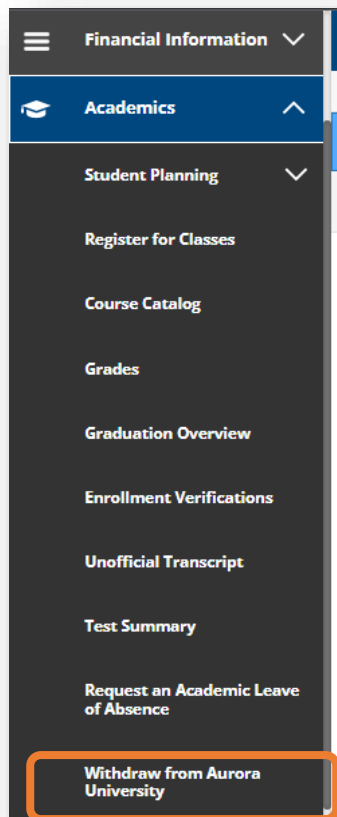 Financial Information
Academics
Student Planning
Register for Classes
Course Catalog
Grades
Graduation Overview
Enrollment Verifications
Unofficial Transcript
Test Summary
Request an Academic Leave
of Absence
Withdraw from Aurora
University